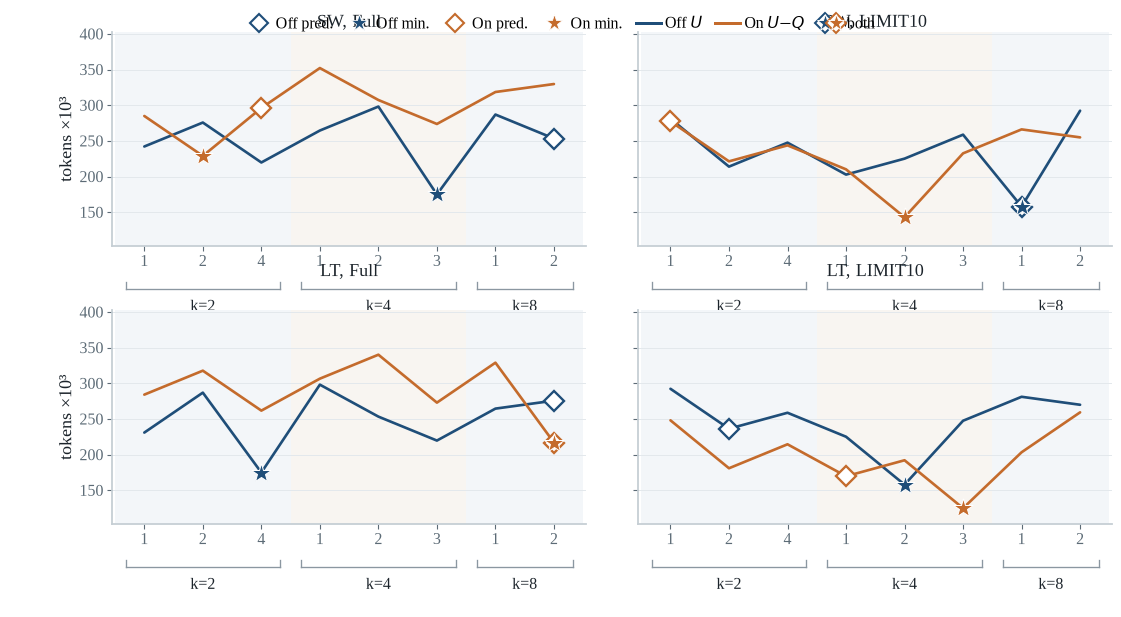 SW, Full
LIMIT10
Off pred. Off min. On pred. On min. Off U On U−Q both
400
350
300
250
200
150
tokens ×10³
1 2 4 1 2 3 1 2
k=2 k=4 k=8
1 2 4 1 2 3 1 2
k=2 k=4 k=8
LT, Full
LT, LIMIT10
400
350
300
250
200
150
tokens ×10³
1 2 4 1 2 3 1 2
k=2 k=4 k=8
1 2 4 1 2 3 1 2
k=2 k=4 k=8